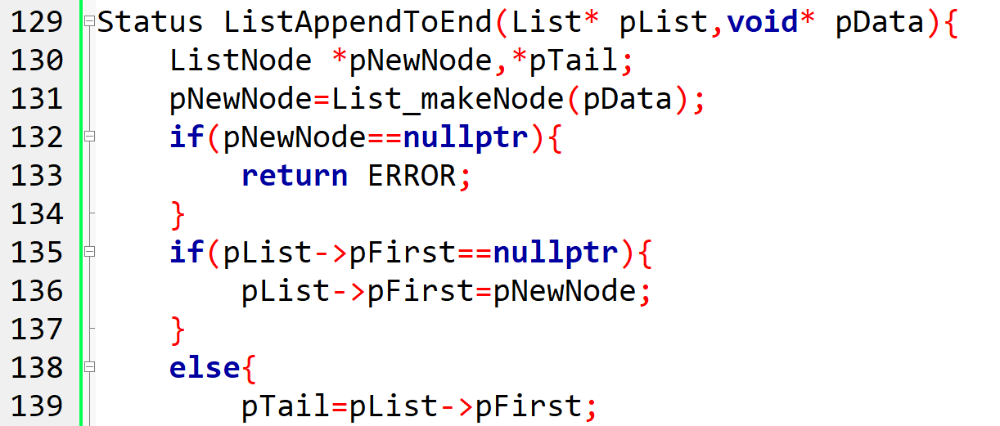 129 Status ListAppendToEnd(List* pList,void* pData){
130     ListNode *pNewNode,*pTail;
131     pNewNode=List_makeNode(pData);
132     if(pNewNode==nullptr){
133         return ERROR;
134     }
135     if(pList->pFirst==nullptr){
136         pList->pFirst=pNewNode;
137     }
138     else{
139         pTail=pList->pFirst;